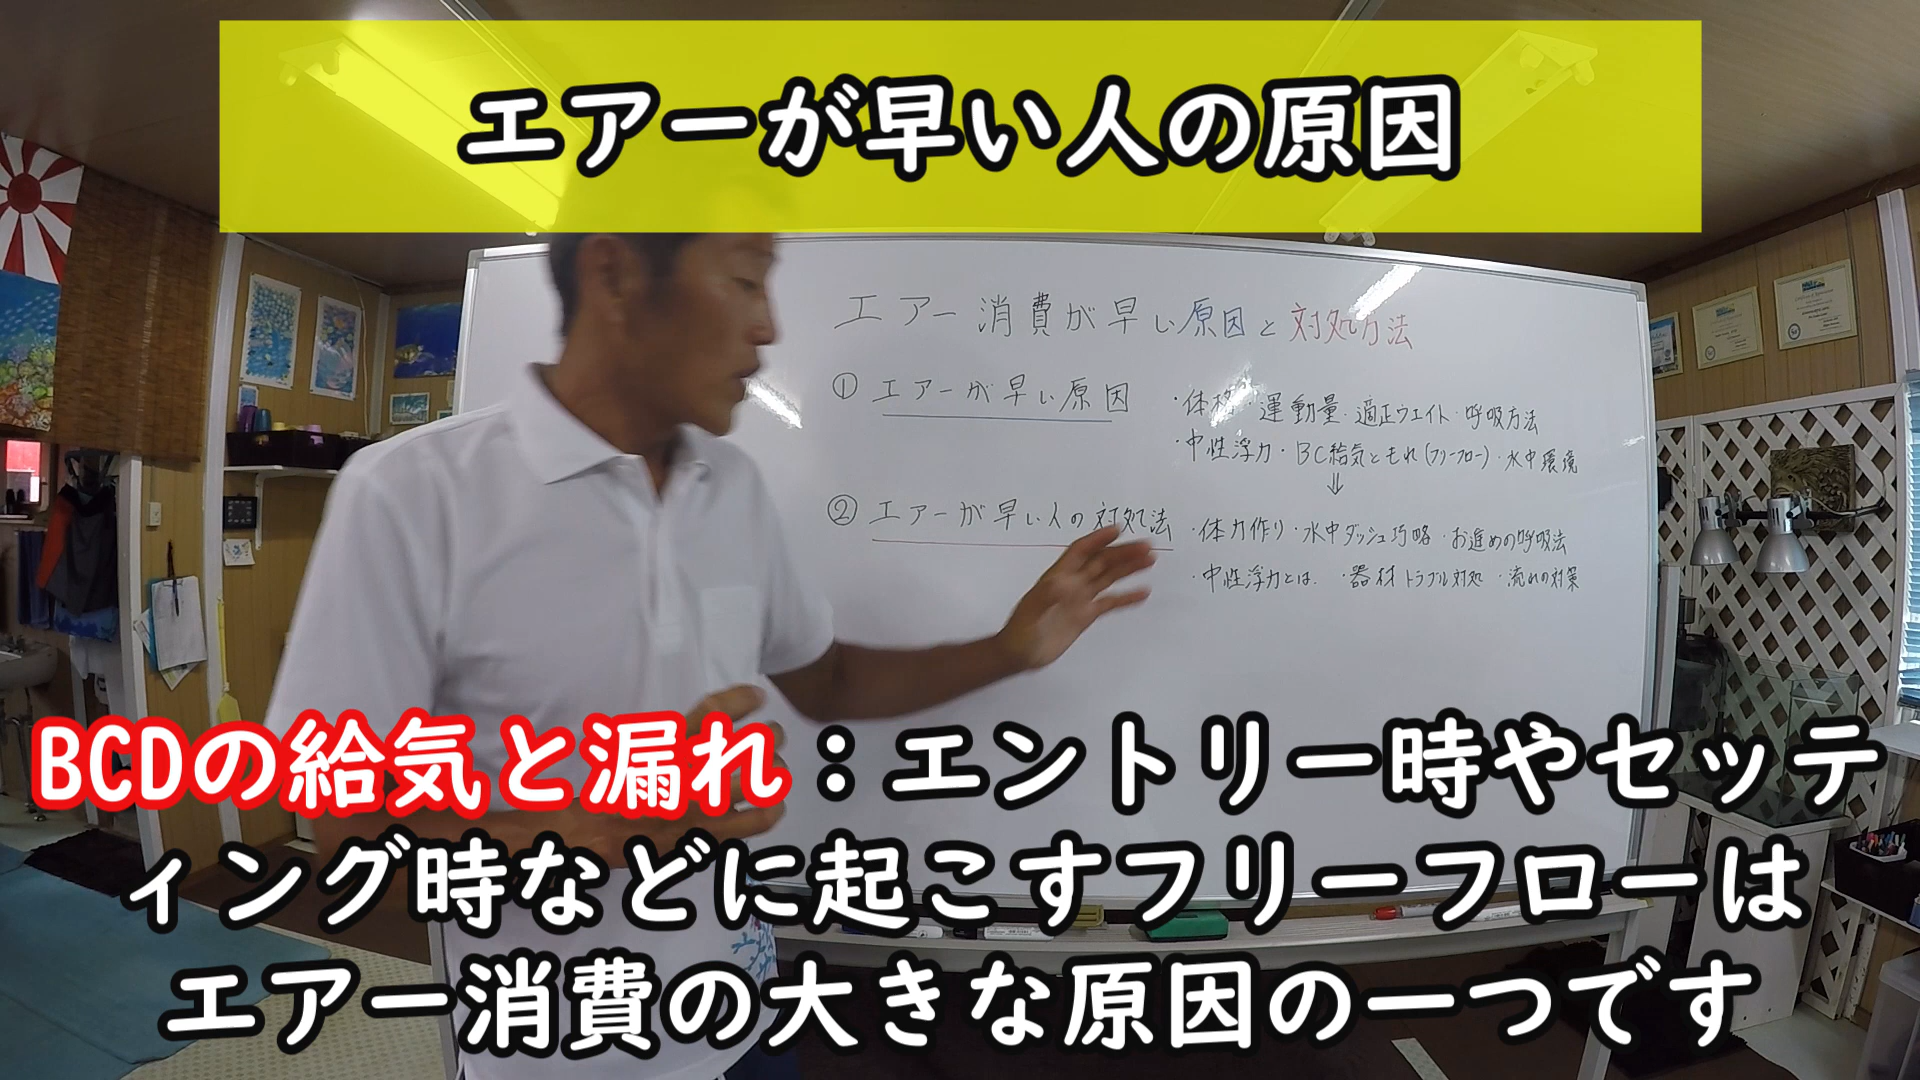 エアーが早い人の原因
エアー消費が早い原因と対処方法
① エアーが早い原因
・体格・運動量・適正ウエイト・呼吸方法
・中性浮力・BC給気ともれ(フリーフロー)・水中環境
↓
② エアーが早い人の対処法
・体力作り・水中ダッシュ巧略・お進めの呼吸法
・中性浮力とは ・器材トラブル対処 ・流れの対策
BCDの給気と漏れ：エントリー時やセッテ
ィング時などに起こすフリーフローは
エアー消費の大きな原因の一つです